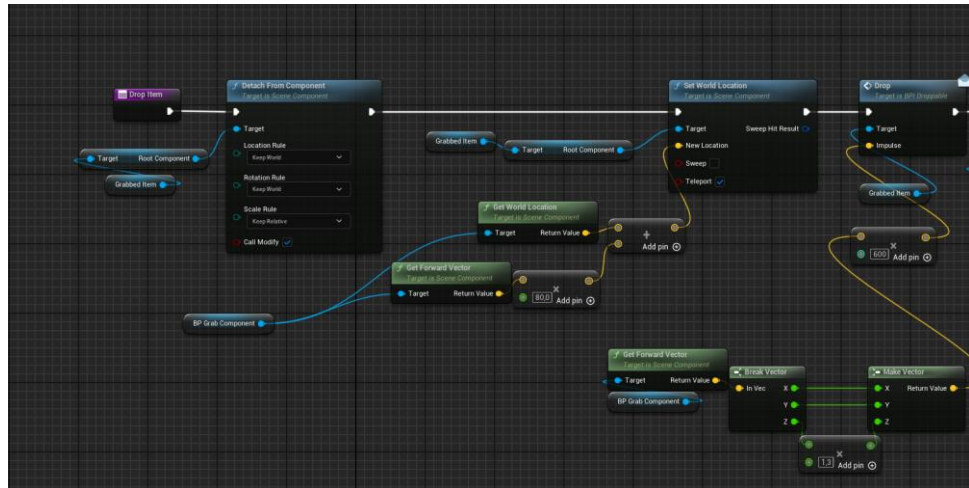 Drop Item
Detach From Component
Target is Scene Component
Target
Location Rule
Keep World
Rotation Rule
Keep World
Scale Rule
Keep Relative
Call Modify
Target Root Component
Grabbed Item
Grabbed Item
Target Root Component
Set World Location
Target is Scene Component
Target Sweep Hit Result
New Location
Sweep
Teleport
Drop
Target is BPI Droppable
Target
Impulse
Grabbed Item
×
600 Add pin
Get World Location
Target is Scene Component
Target Return Value
+
Add pin
Get Forward Vector
Target is Scene Component
Target Return Value
×
80,0 Add pin
BP Grab Component
Get Forward Vector
Target is Scene Component
Target Return Value
BP Grab Component
Break Vector
In Vec X
Y
Z
Make Vector
X Return Value
Y
Z
×
1,3 Add pin